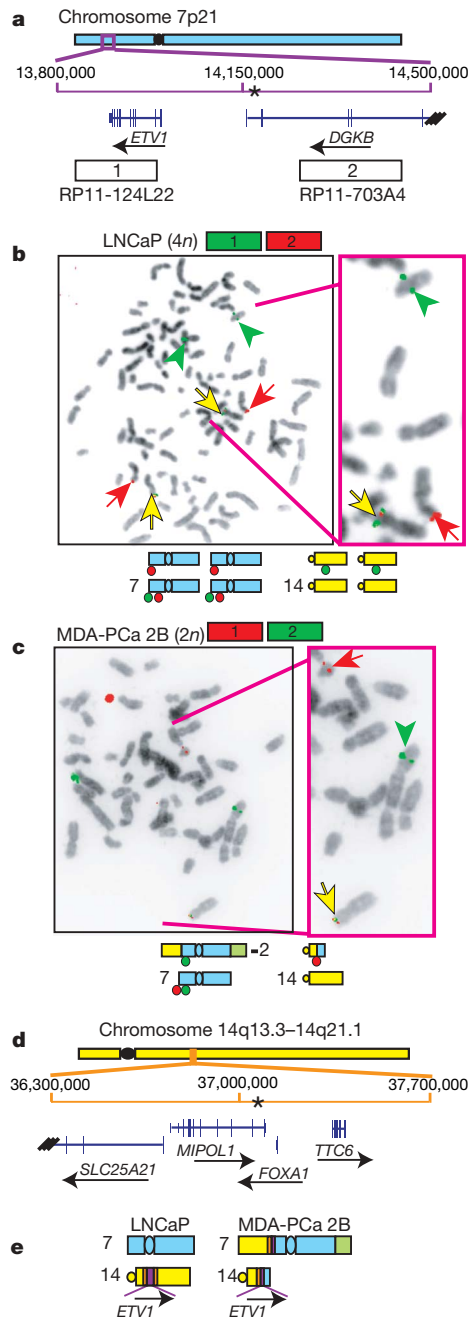 a
Chromosome 7p21
13,800,000 14,150,000 14,500,000
*
ETV1 DGKB
1 2
RP11-124L22 RP11-703A4
b
LNCaP (4n) 1 2
7 14
c
MDA-PCa 2B (2n) 1 2
-2
7 14
d
Chromosome 14q13.3–14q21.1
36,300,000 37,000,000 37,700,000
*
MIPOL1 TTC6
SLC25A21 FOXA1
e
LNCaP MDA-PCa 2B
7 7
14 14
ETV1 ETV1